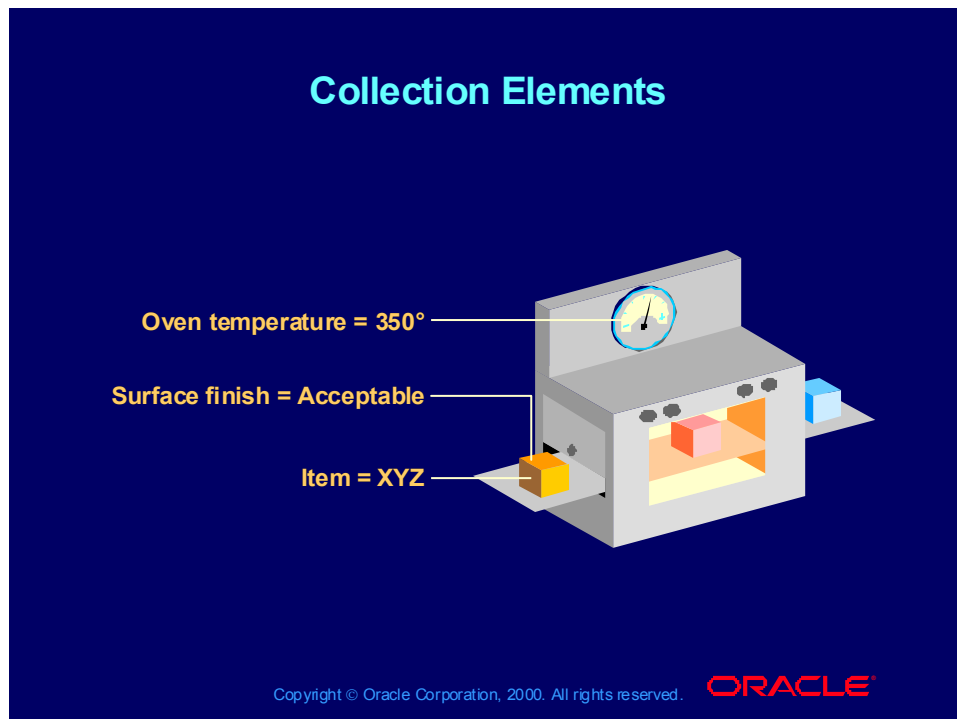 Collection Elements
Oven temperature = 350°
Surface finish = Acceptable
Item = XYZ
Copyright © Oracle Corporation, 2000. All rights reserved.
ORACLE®